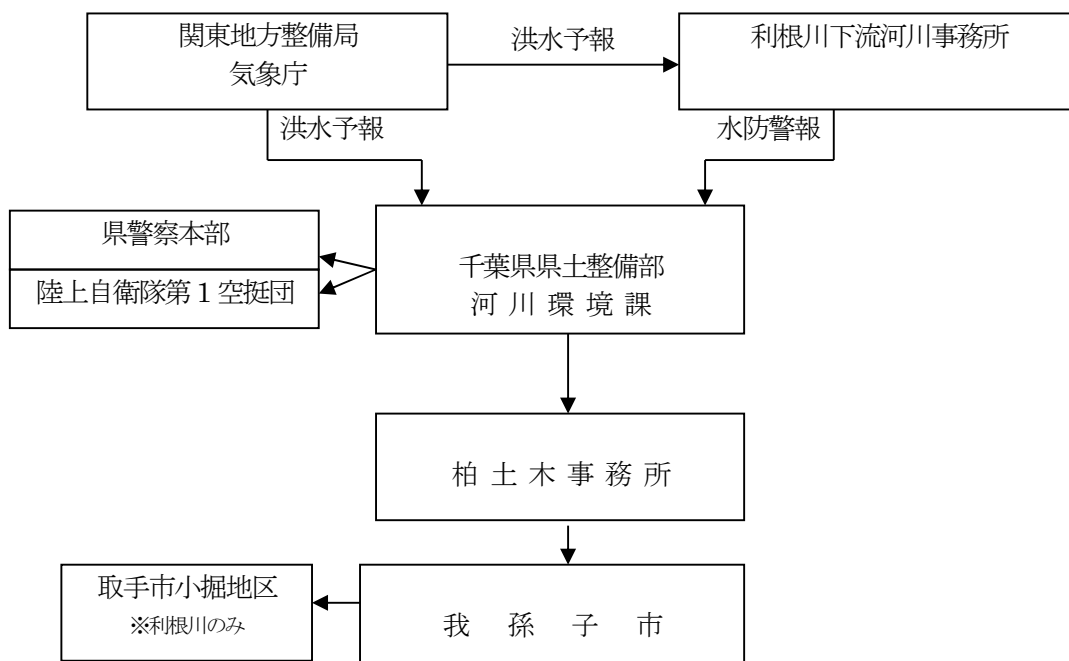 関東地方整備局
気象庁
洪水予報
利根川下流河川事務所
洪水予報
水防警報
県警察本部
陸上自衛隊第1空挺団
千葉県県土整備部
河川環境課
柏土木事務所
取手市小掘地区
※利根川のみ
我孫子市